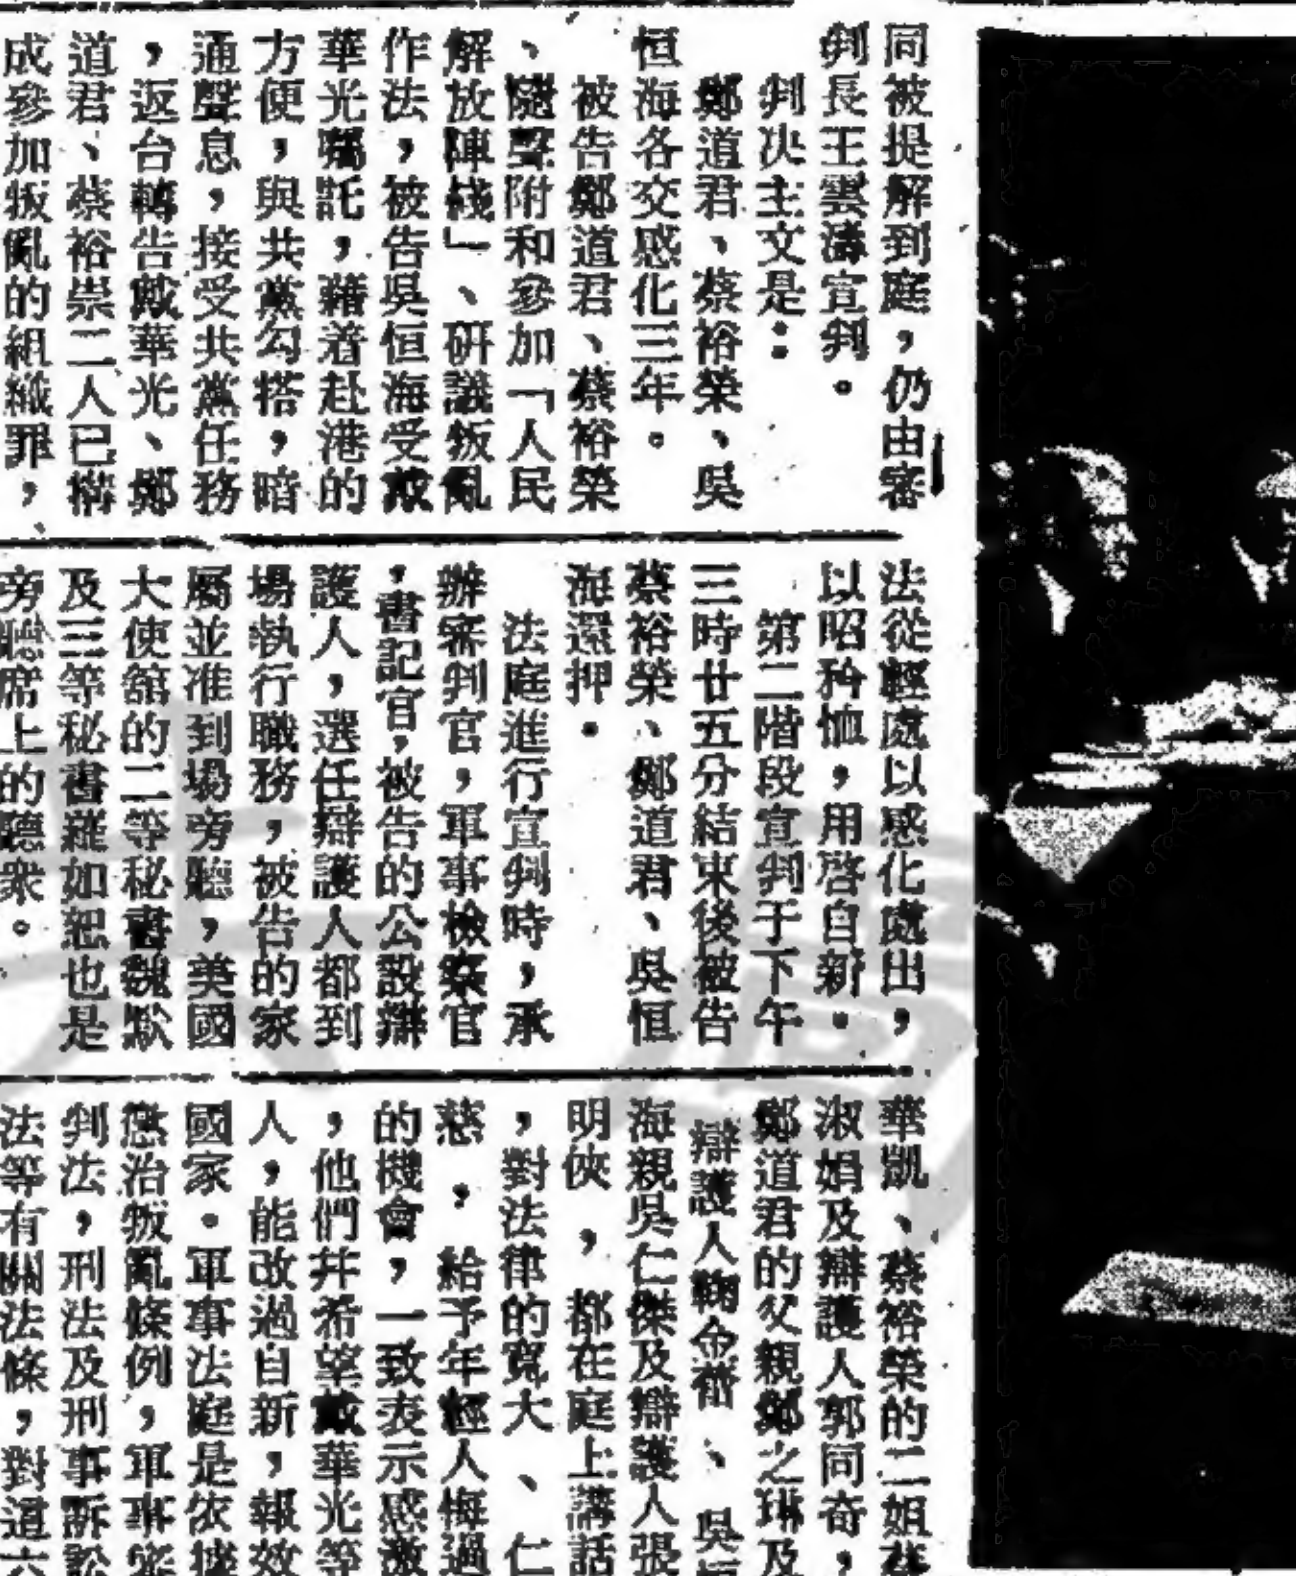 同被提解到庭，仍由審
判長王雲濤宣判。
判決主文是：
鄭道君、蔡裕榮、吳
恒海各交感化三年。
被告鄭道君、蔡裕榮
、隨聲附和參加「人民
解放陣綫」、研議叛亂
作法，被告吳恒海受戴
華光囑託，藉着赴港的
方便，與共黨勾搭，暗
通聲息，接受共黨任務
，返台轉告戴華光、鄭
道君、蔡裕崇二人已構
成參加叛亂的組織罪，
法從輕處以感化處出，
以昭矜恤，用啓自新。
第二階段宣判于下午
三時廿五分結束後被告
蔡裕榮、鄭道君、吳恒
海還押。
法庭進行宣判時，承
辦審判官，軍事檢察官
，書記官，被告的公設辯
護人，選任辯護人都到
場執行職務，被告的家
屬並准到場旁聽，美國
大使舘的二等秘書魏默
及三等秘書羅如恕也是
旁聽席上的聽衆。
華凱、蔡裕榮的二姐蔡
淑娟及辯護人郭同奇，
鄭道君的父親鄭之琳及
辯護人鞠金蓀、吳恒
海親吳仁傑及辯護人張
明俠，都在庭上講話
，對法律的寬大、仁
慈，給予年輕人悔過
的機會，一致表示感激
，他們幷希望戴華光等
人，能改過自新，報效
國家。軍事法庭是依據
懲治叛亂條例，軍事審
判法，刑法及刑事訴訟
法等有關法條，對這六